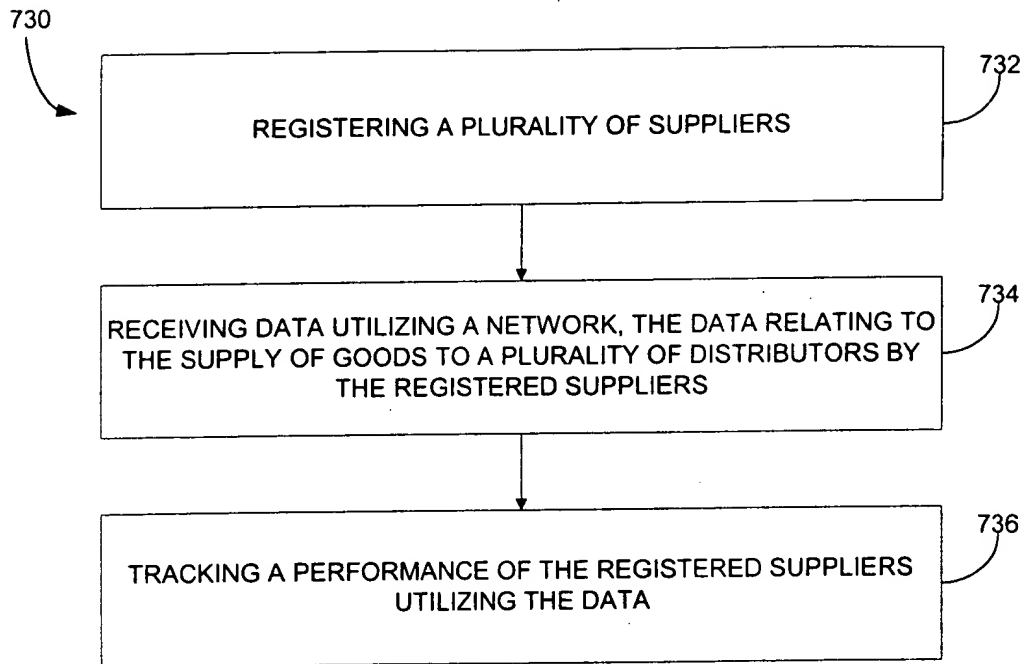 730
732
REGISTERING A PLURALITY OF SUPPLIERS
734
RECEIVING DATA UTILIZING A NETWORK, THE DATA RELATING TO
THE SUPPLY OF GOODS TO A PLURALITY OF DISTRIBUTORS BY
THE REGISTERED SUPPLIERS
736
TRACKING A PERFORMANCE OF THE REGISTERED SUPPLIERS
UTILIZING THE DATA